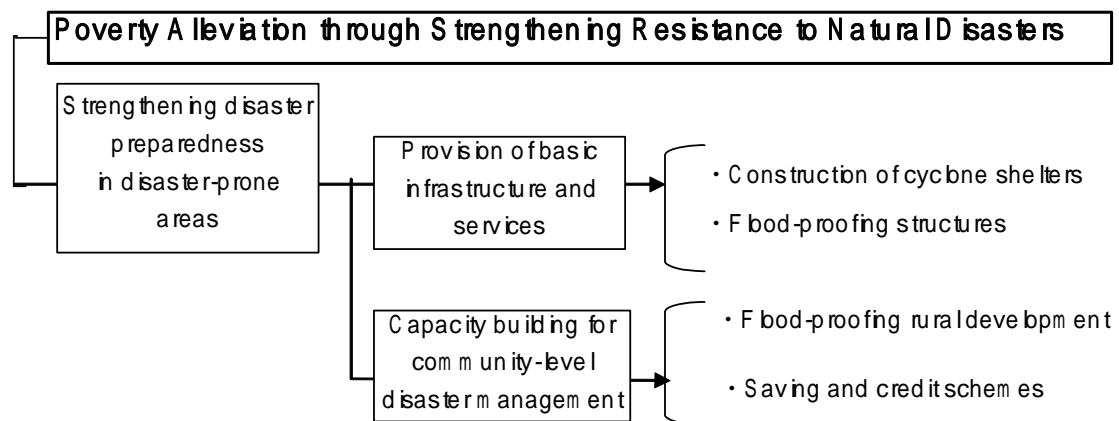 Poverty Alleviation through Strengthening Resistance to Natural Disasters
Strengthening disaster
preparedness
in disaster-prone
areas
Provision of basic
infrastructure and
services
・Construction of cyclone shelters
・Flood-proofing structures
Capacity building for
community-level
disaster management
・Flood-proofing rural development
・Saving and credit schemes